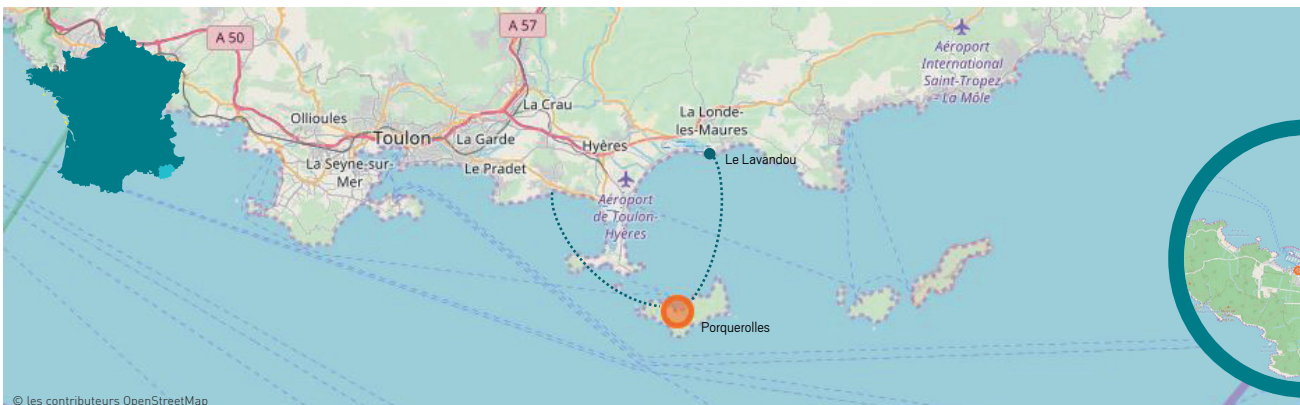 A 50
A 57
Aéroport
International
Saint-Tropez
- La Môle
La Crau
Ollioules
Toulon
La Garde
La Londe-
les-Maures
Hyères
Le Lavandou
La Seyne-sur-
Mer
Le Pradet
Aéroport
de Toulon-
Hyères
Porquerolles
© les contributeurs OpenStreetMap